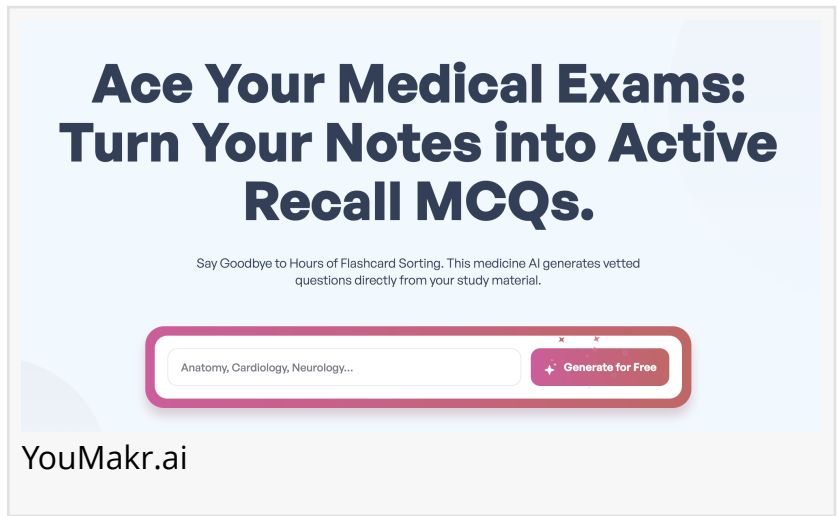 Ace Your Medical Exams:
Turn Your Notes into Active
Recall MCQs.
Say Goodbye to Hours of Flashcard Sorting. This medicine AI generates vetted
questions directly from your study material.
Anatomy, Cardiology, Neurology...
Generate for Free
YouMakr.ai